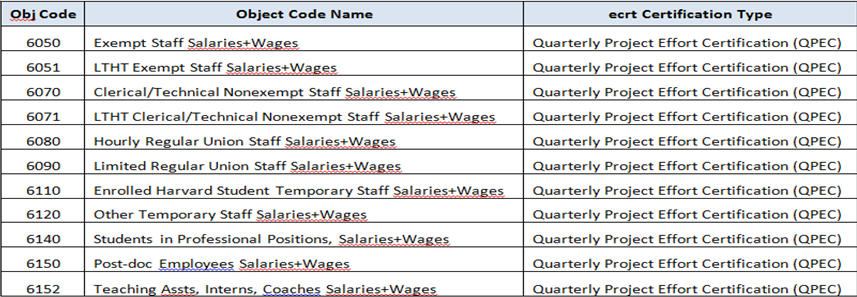 Obj Code Object Code Name ecrt Certification Type
6050 Exempt Staff Salaries+Wages Quarterly Project Effort Certification (QPEC)
6051 LTHT Exempt Staff Salaries+Wages Quarterly Project Effort Certification (QPEC)
6070 Clerical/Technical Nonexempt Staff Salaries+Wages Quarterly Project Effort Certification (QPEC)
6071 LTHT Clerical/Technical Nonexempt Staff Salaries+Wages Quarterly Project Effort Certification (QPEC)
6080 Hourly Regular Union Staff Salaries+Wages Quarterly Project Effort Certification (QPEC)
6090 Limited Regular Union Staff Salaries+Wages Quarterly Project Effort Certification (QPEC)
6110 Enrolled Harvard Student Temporary Staff Salaries+Wages Quarterly Project Effort Certification (QPEC)
6120 Other Temporary Staff Salaries+Wages Quarterly Project Effort Certification (QPEC)
6140 Students in Professional Positions, Salaries+Wages Quarterly Project Effort Certification (QPEC)
6150 Post-doc Employees Salaries+Wages Quarterly Project Effort Certification (QPEC)
6152 Teaching Assts, Interns, Coaches Salaries+Wages Quarterly Project Effort Certification (QPEC)